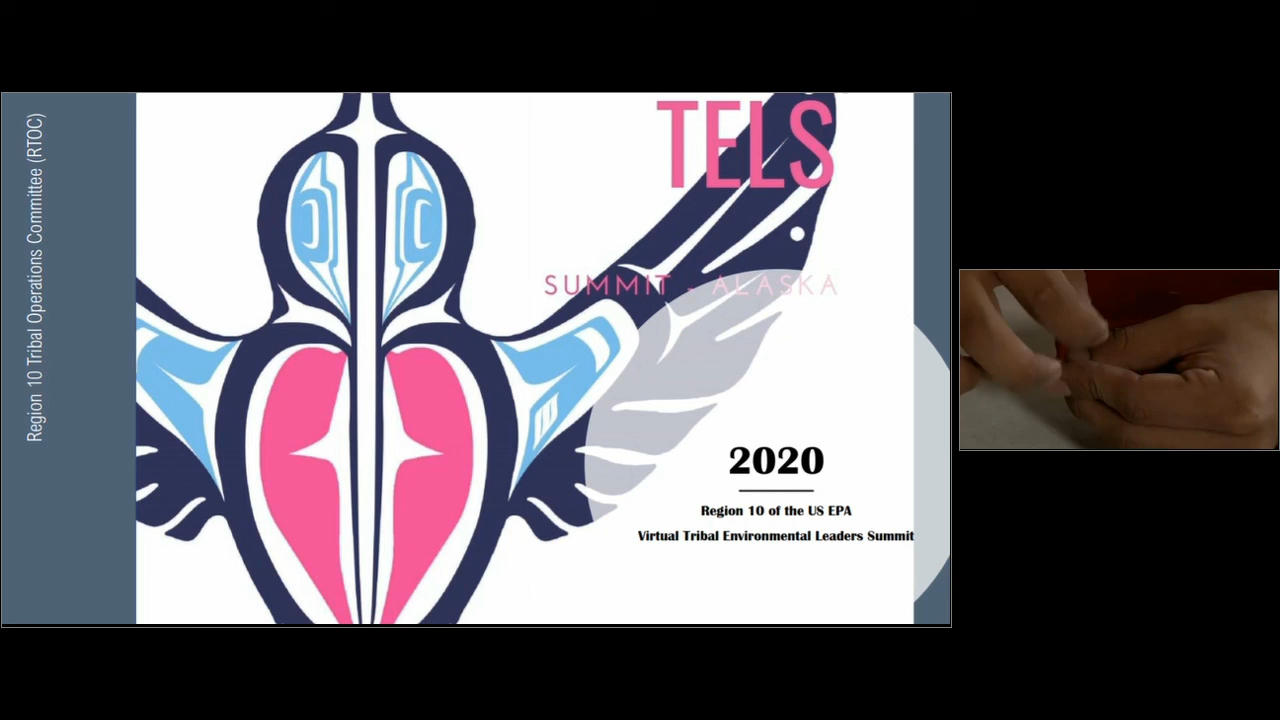 Region 10 Tribal Operations Committee (RTOC)
TELS
SUMMIT - ALASKA
2020
Region 10 of the US EPA
Virtual Tribal Environmental Leaders Summit